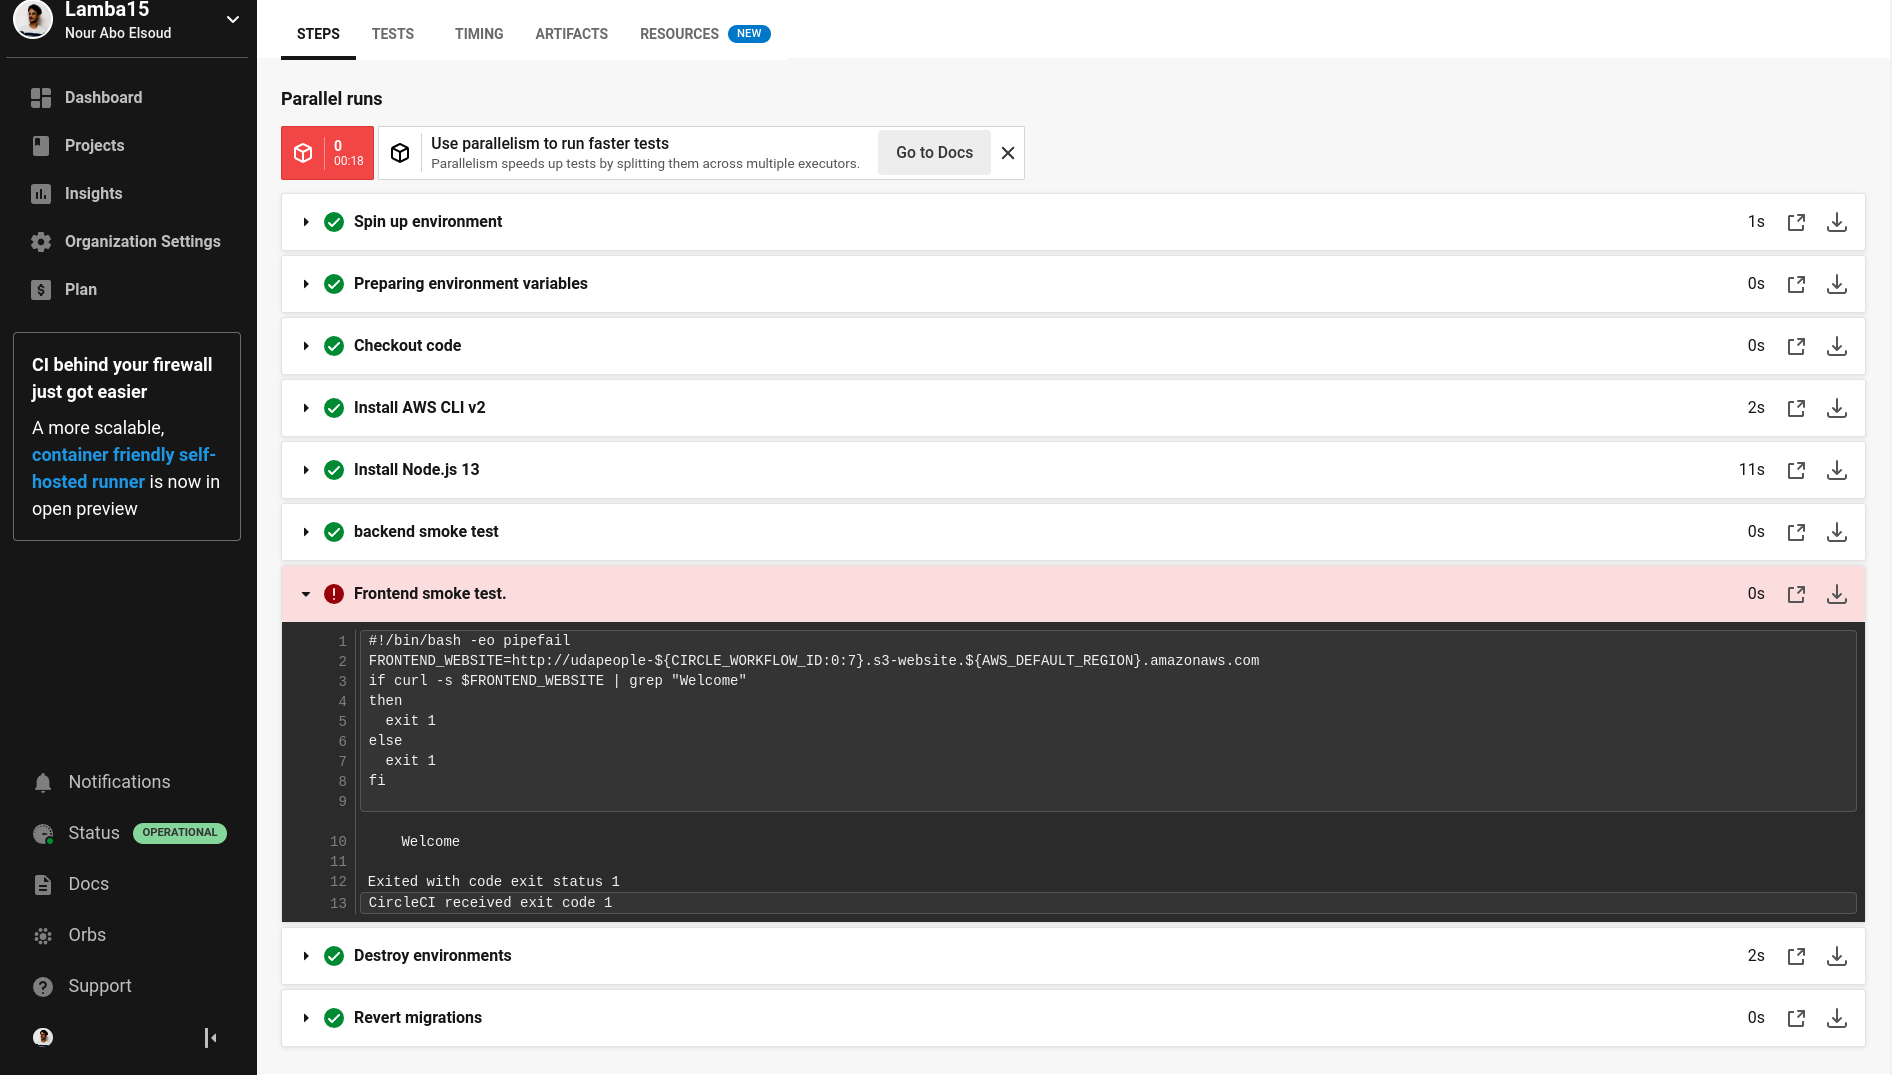 Lamba15
Nour Abo Elsoud
Dashboard
Projects
Insights
Organization Settings
Plan
CI behind your firewall
just got easier
A more scalable,
container friendly self-
hosted runner is now in
open preview
Notifications
Status OPERATIONAL
Docs
Orbs
Support
STEPS TESTS TIMING ARTIFACTS RESOURCES NEW
Parallel runs
0
00:18
Use parallelism to run faster tests
Parallelism speeds up tests by splitting them across multiple executors.
Go to Docs
Spin up environment 1s
Preparing environment variables 0s
Checkout code 0s
Install AWS CLI v2 2s
Install Node.js 13 11s
backend smoke test 0s
Frontend smoke test. 0s
1 #!/bin/bash -eo pipefail
2 FRONTEND_WEBSITE=http://udapeople-${CIRCLE_WORKFLOW_ID:0:7}.s3-website.${AWS_DEFAULT_REGION}.amazonaws.com
3 if curl -s $FRONTEND_WEBSITE | grep "Welcome"
4 then
5   exit 1
6 else
7   exit 1
8 fi
9
10     Welcome
11
12 Exited with code exit status 1
13 CircleCI received exit code 1
Destroy environments 2s
Revert migrations 0s